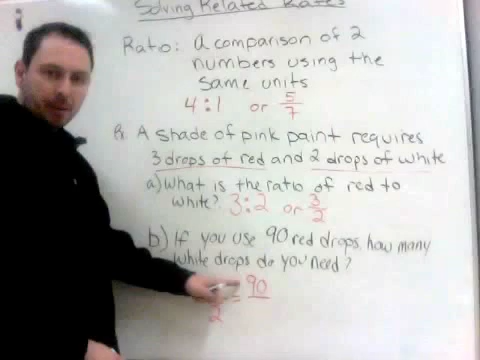 Solving Related Rates
Ratio: A comparison of 2
numbers using the
same units
4:1 or 5/7
A shade of pink paint requires
3 drops of red and 2 drops of white
a) What is the ratio of red to
white? 3:2 or 3/2
b) If you use 90 red drops, how many
white drops do you need?
2 = 90